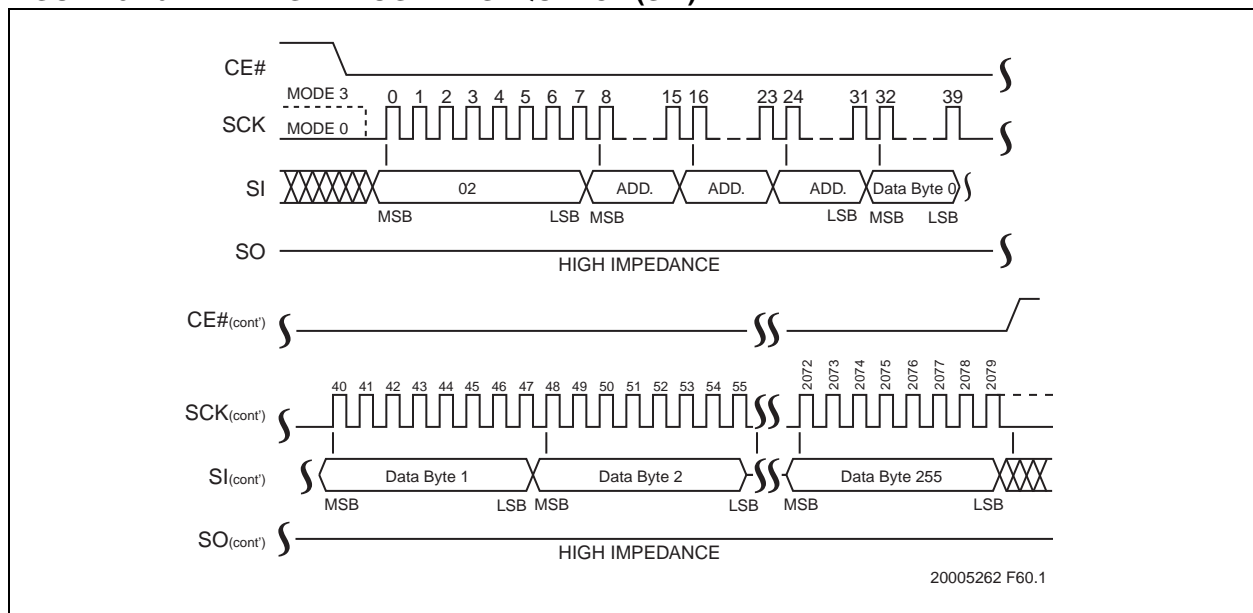 CE#
MODE 3
0 1 2 3 4 5 6 7 8 15 16 23 24 31 32 39
SCK
MODE 0
SI
02 ADD. ADD. ADD. Data Byte 0
MSB LSB MSB LSB MSB LSB
SO
HIGH IMPEDANCE
CE#(cont')
40 41 42 43 44 45 46 47 48 49 50 51 52 53 54 55 2072 2073 2074 2075 2076 2077 2078 2079
SCK(cont')
SI(cont')
Data Byte 1 Data Byte 2 Data Byte 255
MSB LSB MSB LSB MSB LSB
SO(cont')
HIGH IMPEDANCE
20005262 F60.1